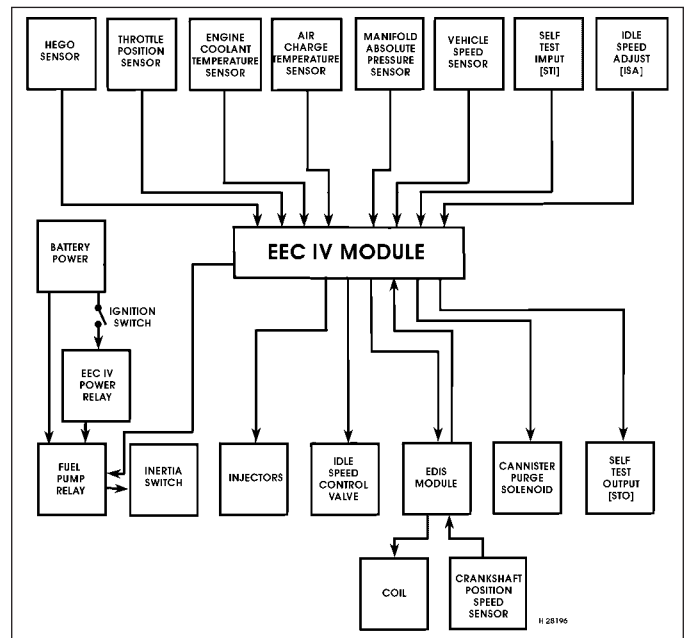 HEGO
SENSOR
THROTTLE
POSITION
SENSOR
ENGINE
COOLANT
TEMPERATURE
SENSOR
AIR
CHARGE
TEMPERATURE
SENSOR
MANIFOLD
ABSOLUTE
PRESSURE
SENSOR
VEHICLE
SPEED
SENSOR
SELF
TEST
IMPUT
[STI]
IDLE
SPEED
ADJUST
[ISA]
EEC IV MODULE
BATTERY
POWER
IGNITION
SWITCH
EEC IV
POWER
RELAY
FUEL
PUMP
RELAY
INERTIA
SWITCH
INJECTORS
IDLE
SPEED
CONTROL
VALVE
EDIS
MODULE
CANNISTER
PURGE
SOLENOID
SELF
TEST
OUTPUT
[STO]
COIL
CRANKSHAFT
POSITION
SPEED
SENSOR
H 28196